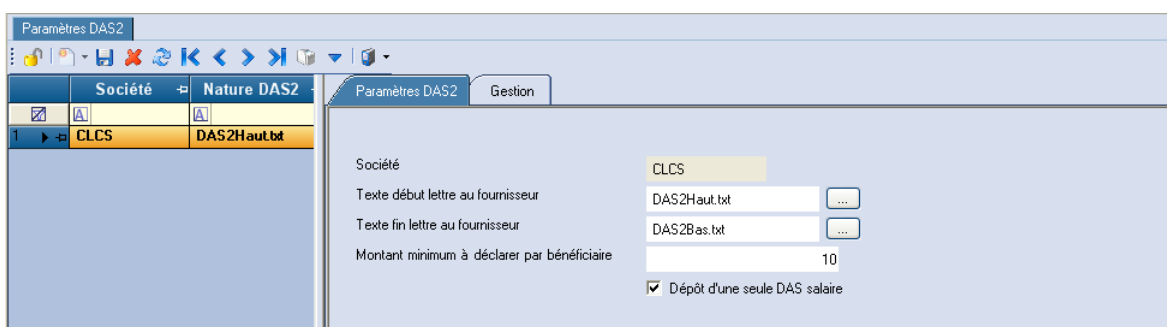 Paramètres DAS2
Société Nature DAS2
A A
1 CLCS DAS2Haut.txt
Paramètres DAS2 Gestion
Société CLCS
Texte début lettre au fournisseur DAS2Haut.txt ...
Texte fin lettre au fournisseur DAS2Bas.txt ...
Montant minimum à déclarer par bénéficiaire 10
Dépôt d'une seule DAS salaire